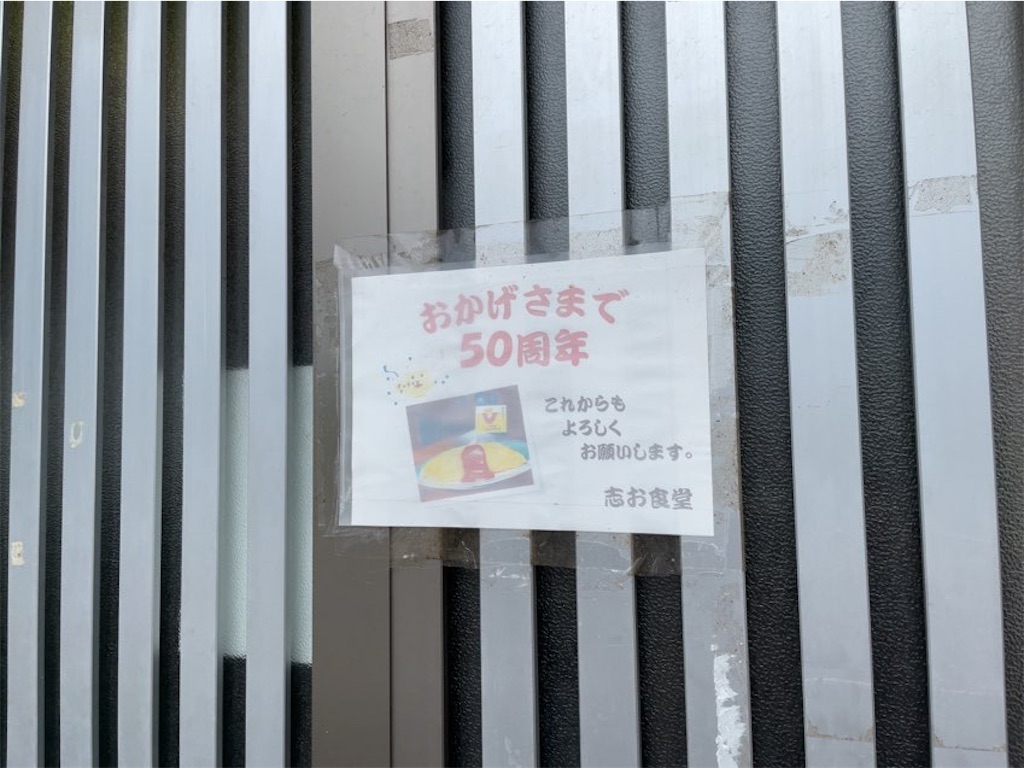 おかげさまで
50周年
これからも
よろしく
お願いします。
志お食堂